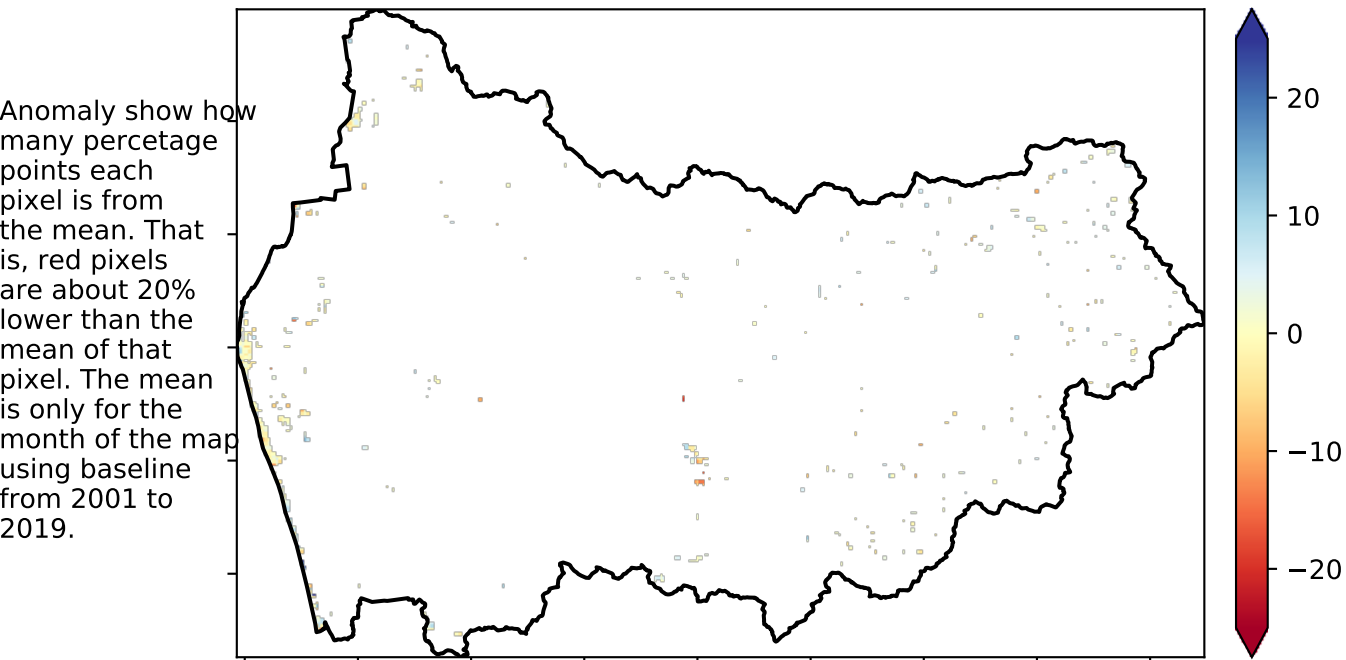 Anomaly show how
many percetage
points each
pixel is from
the mean. That
is, red pixels
are about 20%
lower than the
mean of that
pixel. The mean
is only for the
month of the map
using baseline
from 2001 to
2019.
20
10
0
−10
−20